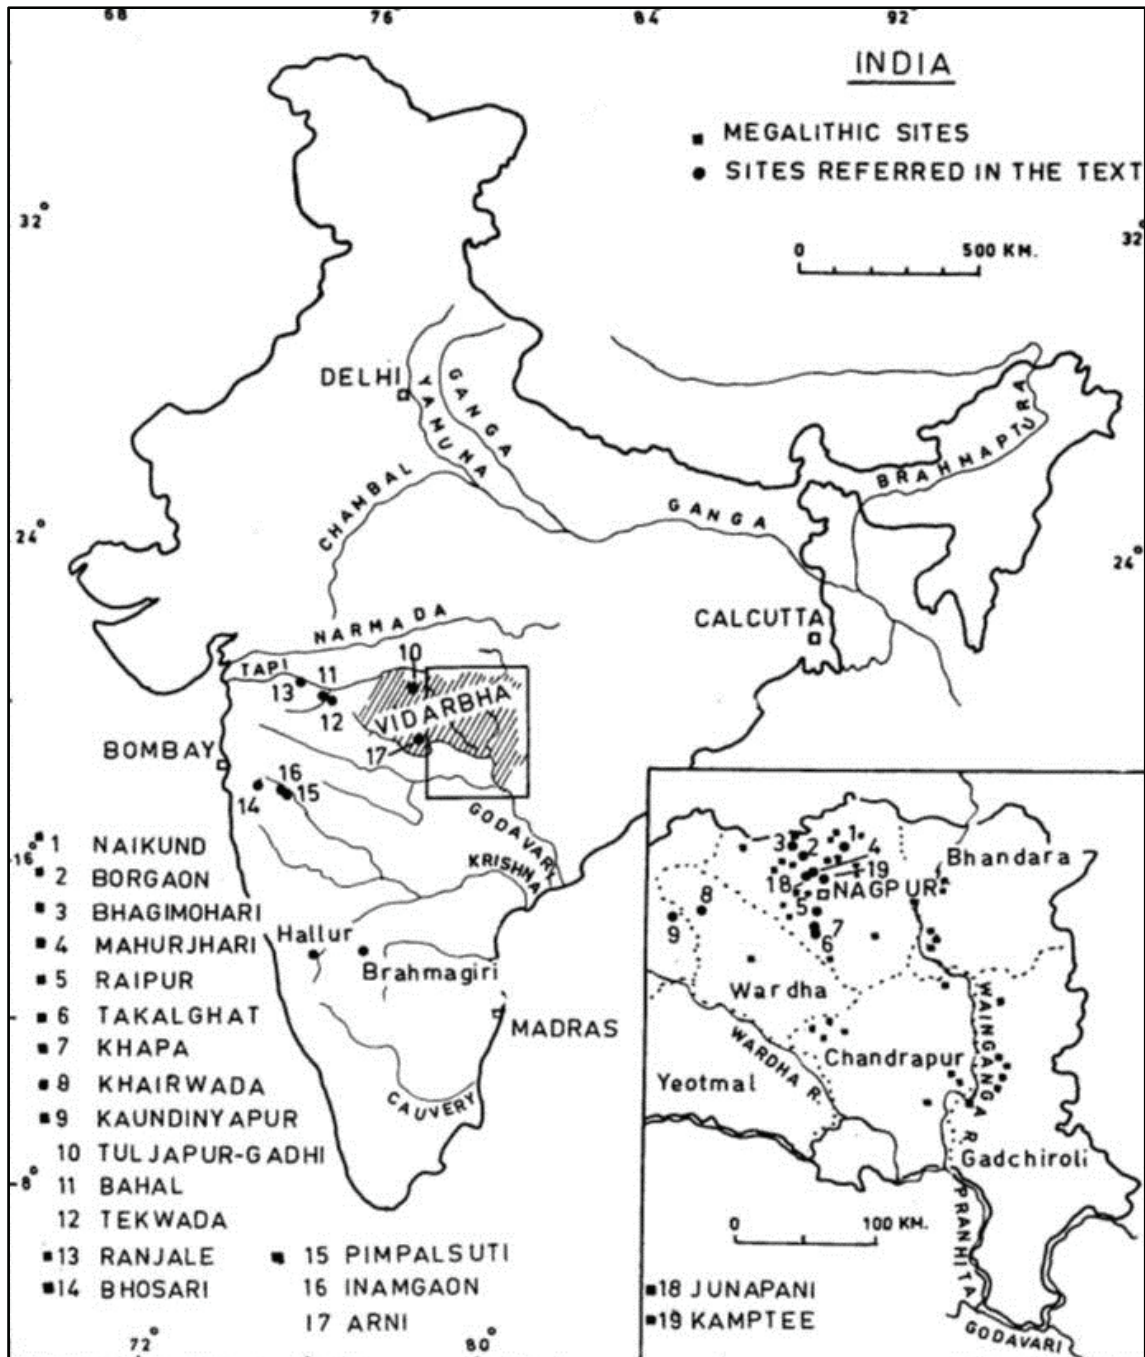 68° 76° 84 92°
INDIA
MEGALITHIC SITES
SITES REFERRED IN THE TEXT
0 500 KM.
32°
32°
DELHI
YAMUNA
GANGA
CHAMBAL
GANGA
BRAHMAPTURA
24°
24°
CALCUTTA
NARMADA
TAPI
10
11
13
12
VIDARBHA
17
BOMBAY
16
14 15
GODAVARI
KRISHNA
Hallur
Brahmagiri
MADRAS
CAUVERY
16°
8°
72° 80°
1 NAIKUND
2 BORGAON
3 BHAGIMOHARI
4 MAHURJHARI
5 RAIPUR
6 TAKALGHAT
7 KHAPA
8 KHAIRWADA
9 KAUNDINYAPUR
10 TULJAPUR-GADHI
11 BAHAL
12 TEKWADA
13 RANJALE
14 BHOSARI
15 PIMPALSUTI
16 INAMGAON
17 ARNI
3 2 1 4
18 19
NAGPUR
Bhandara
8 5
9 7
6
Wardha
WARDHA R.
Chandrapur
WAINGANGA R.
Yeotmal
Gadchiroli
PRANHITA
0 100 KM.
18 JUNAPANI
19 KAMPTEE
GODAVARI